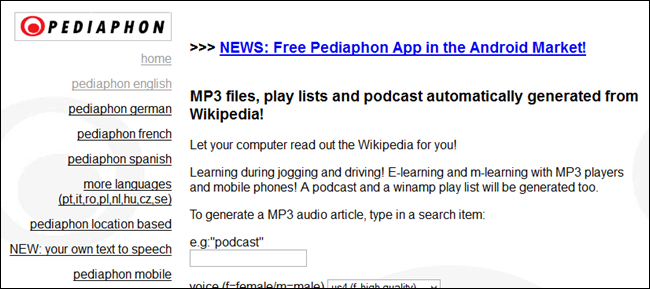 PEDIAPHON
home
pediaphon english
pediaphon german
pediaphon french
pediaphon spanish
more languages
(pt,it,ro,pl,nl,hu,cz,se)
pediaphon location based
NEW: your own text to speech
pediaphon mobile
>>> NEWS: Free Pediaphon App in the Android Market!
MP3 files, play lists and podcast automatically generated from
Wikipedia!
Let your computer read out the Wikipedia for you!
Learning during jogging and driving! E-learning and m-learning with MP3 players
and mobile phones! A podcast and a winamp play list will be generated too.
To generate a MP3 audio article, type in a search item:
e.g:"podcast"
voice (f=female/m=male) us4 (f-high quality)